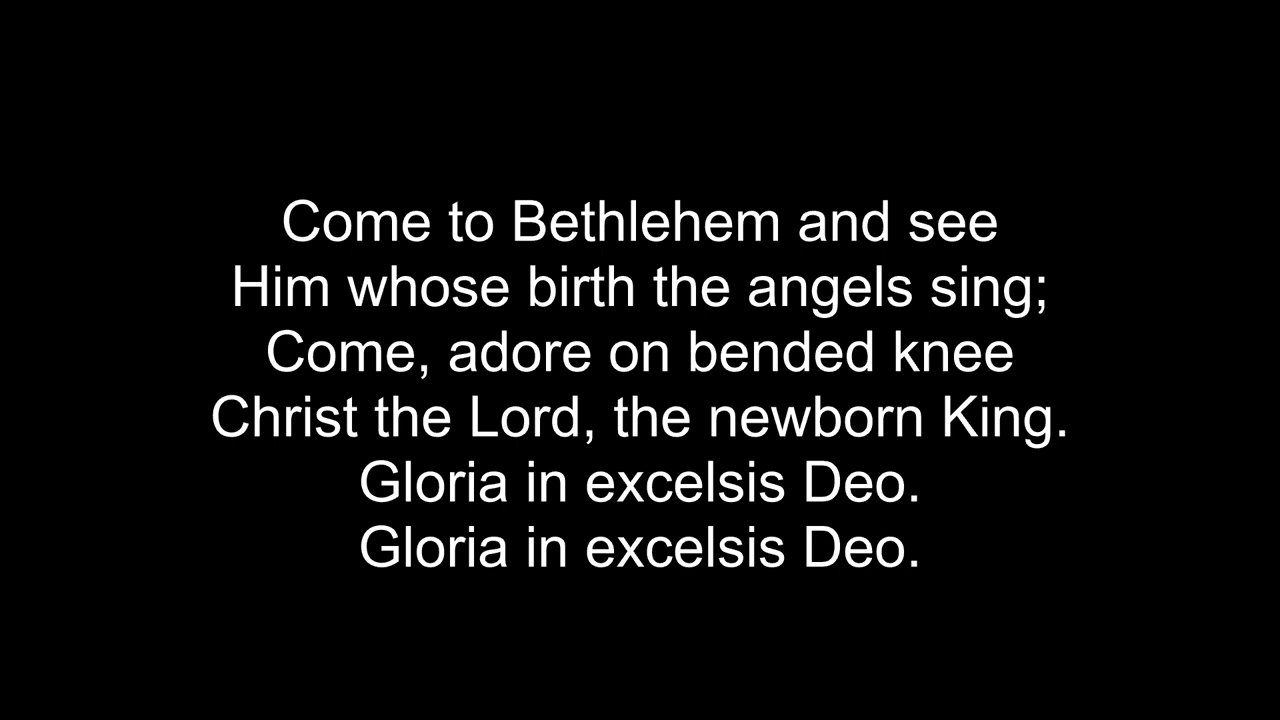 Come to Bethlehem and see
Him whose birth the angels sing;
Come, adore on bended knee
Christ the Lord, the newborn King.
Gloria in excelsis Deo.
Gloria in excelsis Deo.